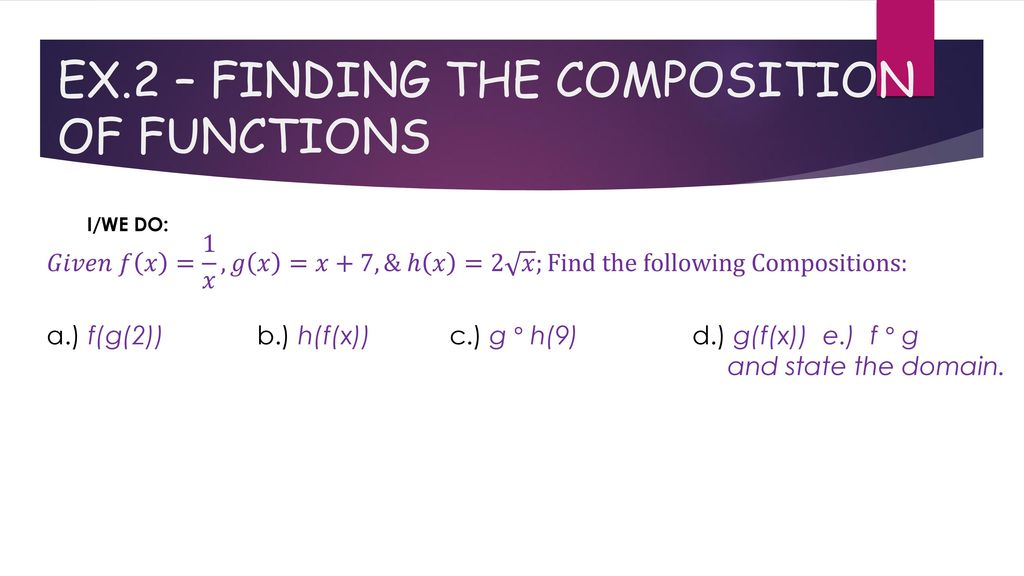 EX.2 – FINDING THE COMPOSITION
OF FUNCTIONS
I/WE DO:
Given f(x) = 1/x, g(x) = x + 7, & h(x) = 2√x; Find the following Compositions:
a.) f(g(2)) b.) h(f(x)) c.) g ° h(9) d.) g(f(x)) e.) f ° g
and state the domain.